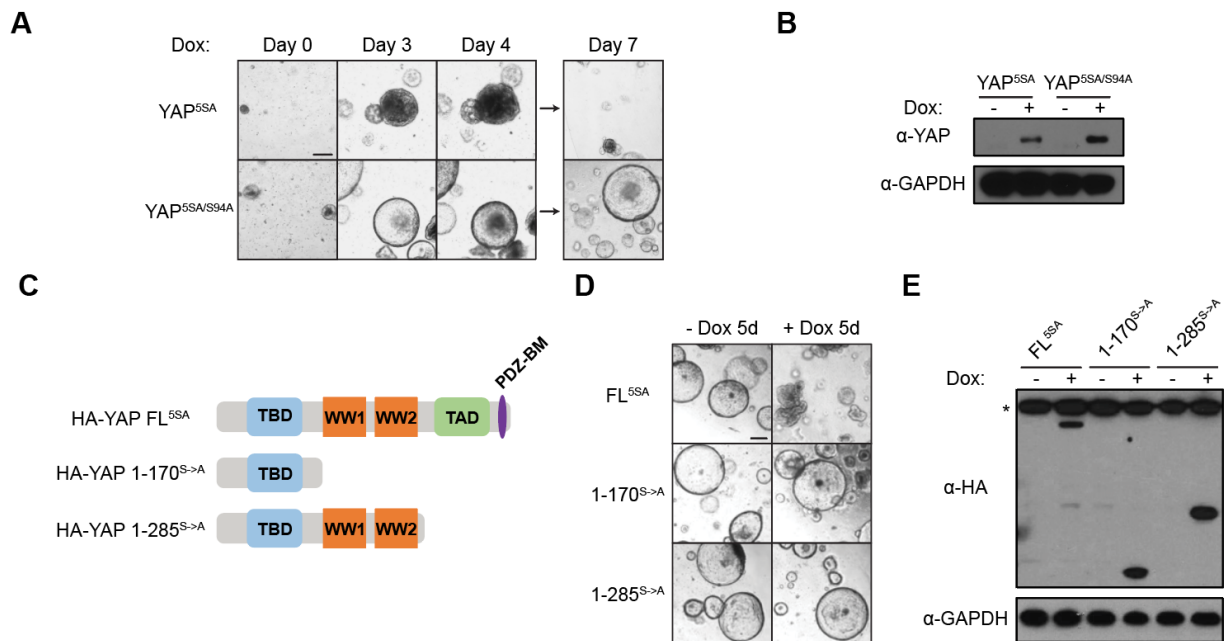 A
Dox: Day 0 Day 3 Day 4 Day 7
YAP5SA
YAP5SA/S94A
B
YAP5SA YAP5SA/S94A
Dox: - + - +
α-YAP
α-GAPDH
C
PDZ-BM
HA-YAP FL5SA TBD WW1 WW2 TAD
HA-YAP 1-170S->A TBD
HA-YAP 1-285S->A TBD WW1 WW2
D
- Dox 5d + Dox 5d
FL5SA
1-170S->A
1-285S->A
E
FL5SA 1-170S->A 1-285S->A
Dox: - + - + - +
*
α-HA
α-GAPDH